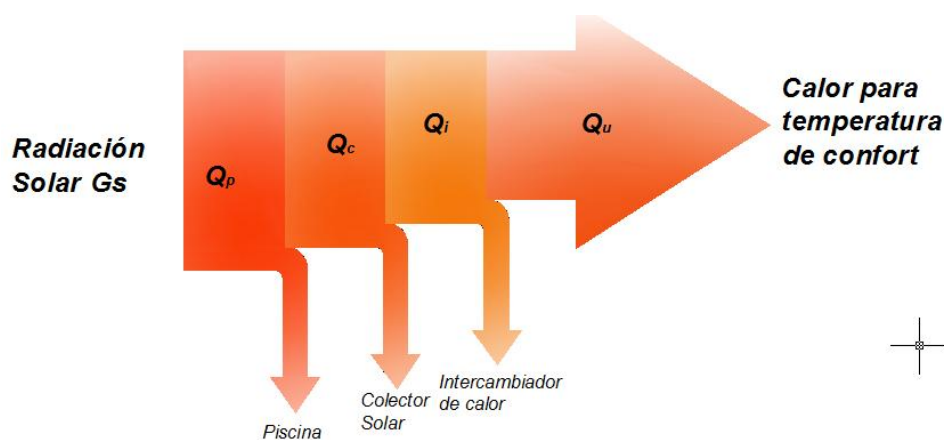 Radiación
Solar Gs
Qp
Qc
Qi
Qu
Calor para
temperatura
de confort
Piscina
Colector
Solar
Intercambiador
de calor